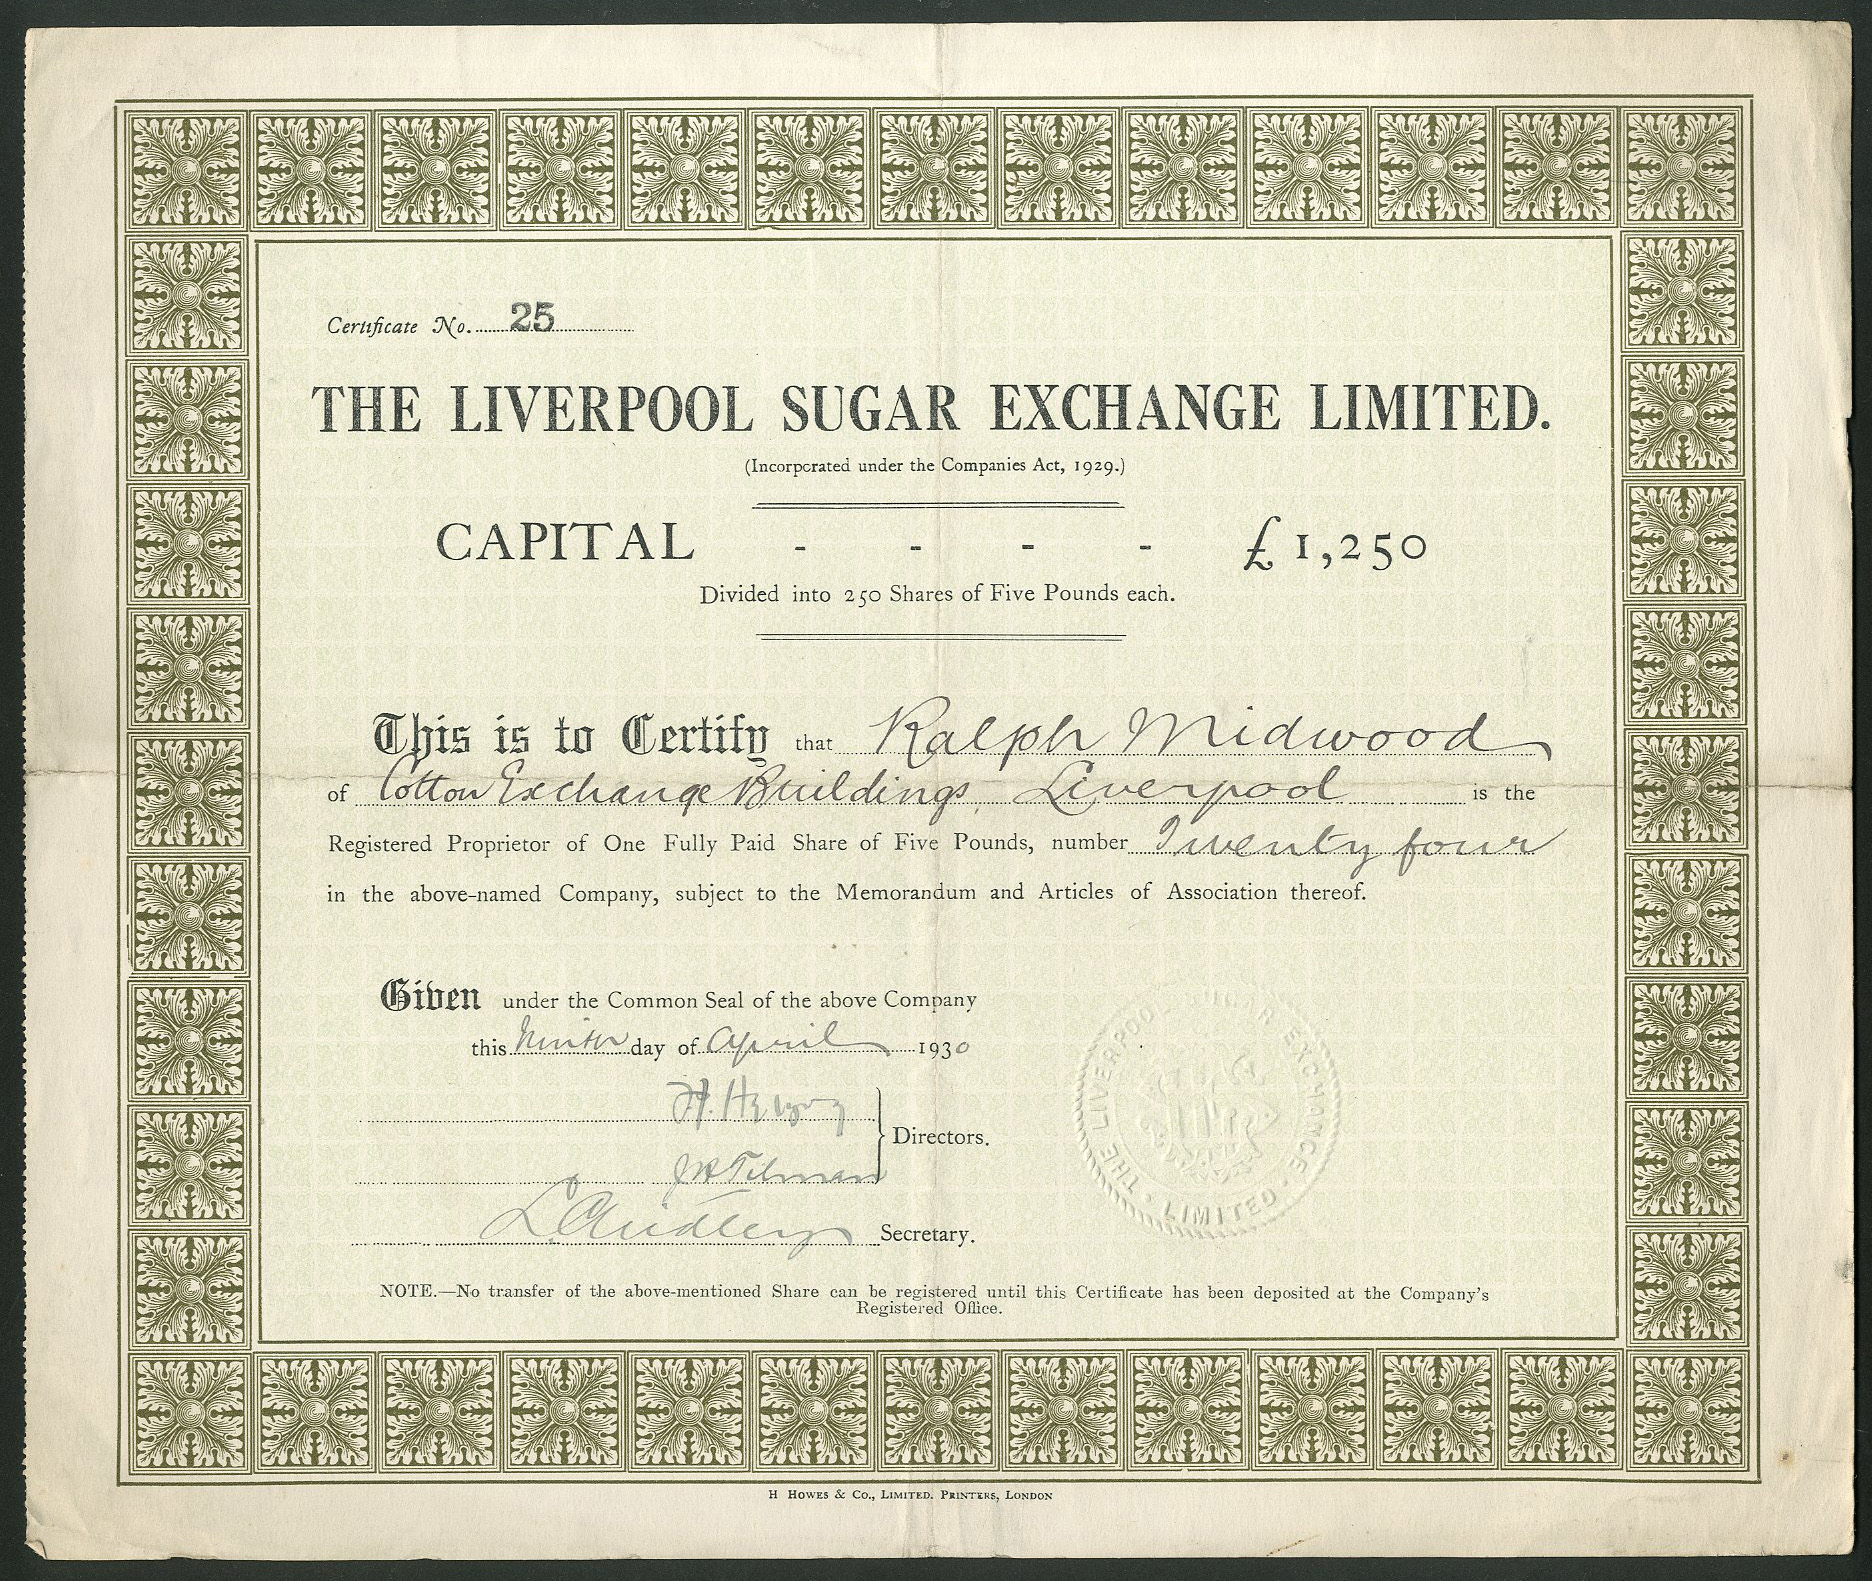 Certificate No. 25
THE LIVERPOOL SUGAR EXCHANGE LIMITED.
(Incorporated under the Companies Act, 1929.)
CAPITAL - - - - £1,250
Divided into 250 Shares of Five Pounds each.
This is to Certify that Ralph Midwood
of Cotton Exchange Buildings, Liverpool is the
Registered Proprietor of One Fully Paid Share of Five Pounds, number Twenty four
in the above-named Company, subject to the Memorandum and Articles of Association thereof.
Given under the Common Seal of the above Company
this Ninth day of April 1930
Directors.
Secretary.
THE LIVERPOOL SUGAR EXCHANGE LIMITED
NOTE.—No transfer of the above-mentioned Share can be registered until this Certificate has been deposited at the Company's
Registered Office.
H HOWES & CO., LIMITED. PRINTERS, LONDON